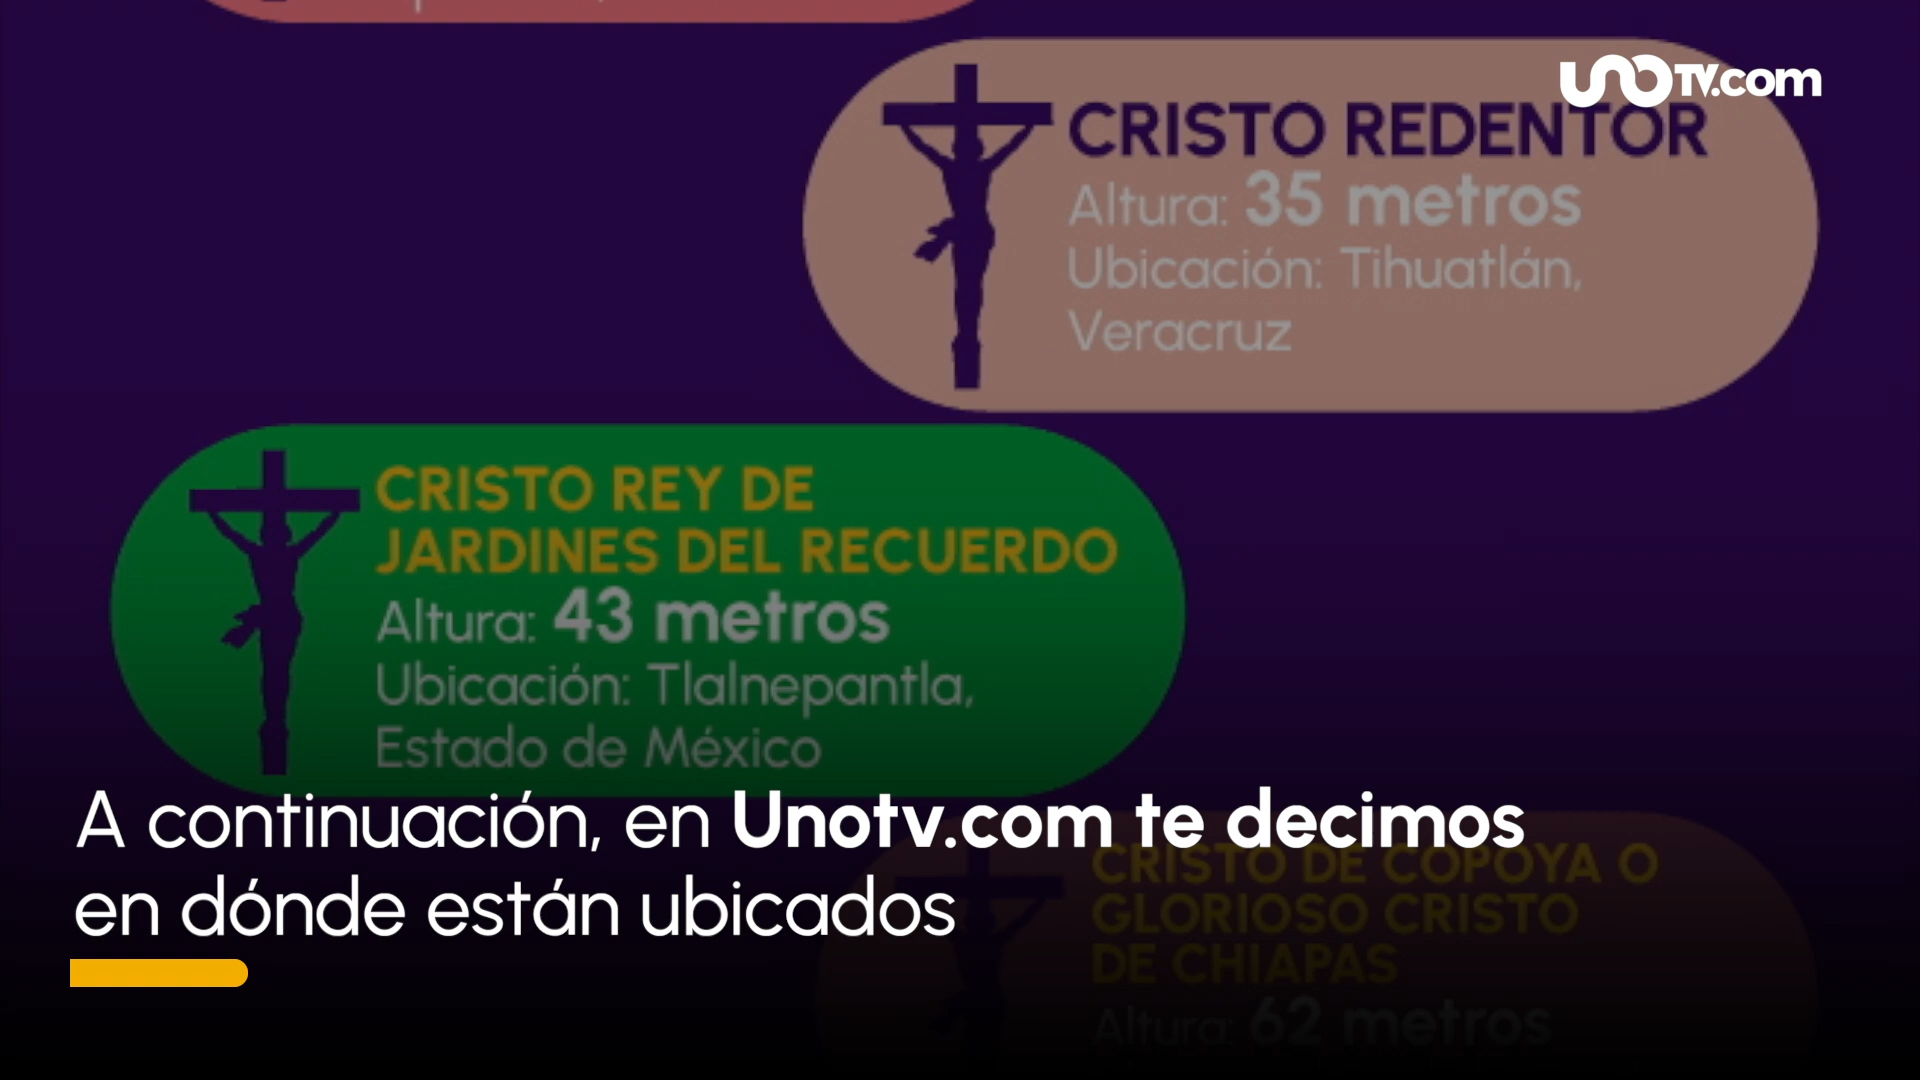 UNOTV.com
CRISTO REDENTOR
Altura: 35 metros
Ubicación: Tihuatlán,
Veracruz
CRISTO REY DE
JARDINES DEL RECUERDO
Altura: 43 metros
Ubicación: Tlalnepantla,
Estado de México
A continuación, en Unotv.com te decimos
en dónde están ubicados
CRISTO DE COPOYA O
GLORIOSO CRISTO
DE CHIAPAS
Altura: 62 metros